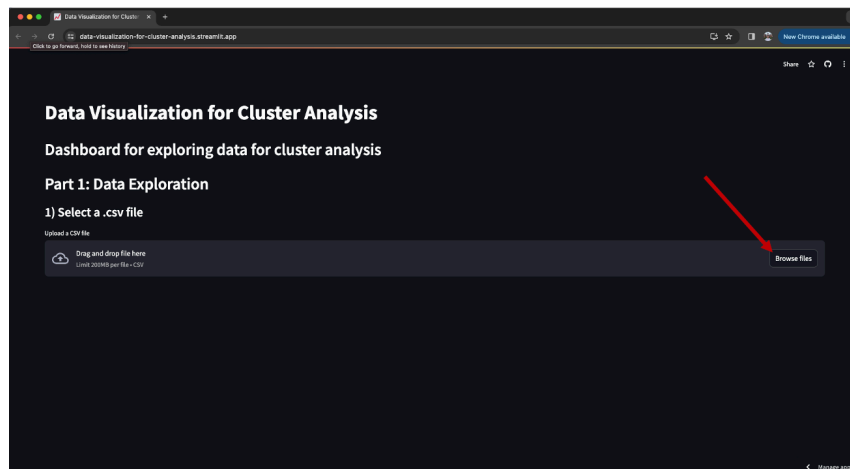 Data Visualization for Cluster
data-visualization-for-cluster-analysis.streamlit.app
New Chrome available
Click to go forward, hold to see history
Share
Data Visualization for Cluster Analysis
Dashboard for exploring data for cluster analysis
Part 1: Data Exploration
1) Select a .csv file
Upload a CSV file
Drag and drop file here
Limit 200MB per file • CSV
Browse files
Manage app